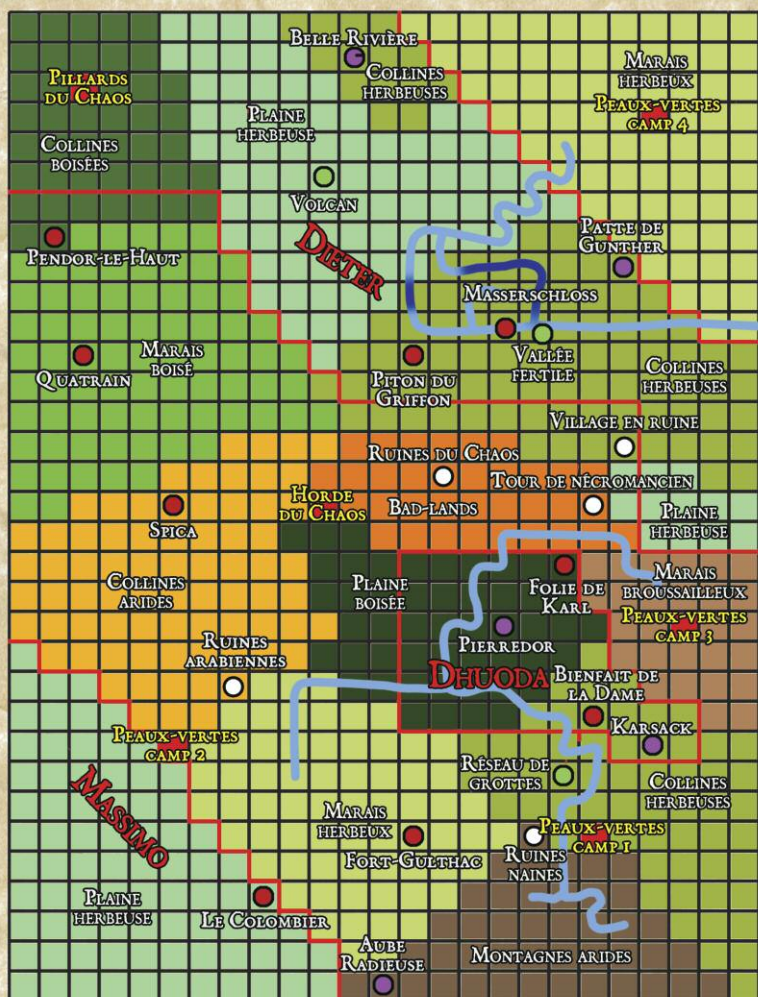 Belle Rivière
Marais
herbeux
Pillards
du Chaos
Collines
herbeuses
Peaux-vertes
camp 4
Plaine
herbeuse
Collines
boisées
Volcan
Patte de
Gunther
Pendor-le-Haut
Dieter
Masserschloss
Marais
boisé
Vallée
fertile
Quatrain
Piton du
Griffon
Collines
herbeuses
Village en ruine
Ruines du Chaos
Tour de nécromancien
Horde
du Chaos
Bad-lands
Spica
Plaine
herbeuse
Collines
arides
Plaine
boisée
Folie de
Karl
Marais
broussailleux
Peaux-vertes
camp 3
Ruines
arabiennes
Pierredor
Dhuoda
Bienfait de
la Dame
Karsack
Peaux-vertes
camp 2
Réseau de
grottes
Collines
herbeuses
Massimo
Marais
herbeux
Fort-Gulthac
Ruines
naines
Peaux-vertes
camp 1
Plaine
herbeuse
Le Colombier
Aube
Radieuse
Montagnes arides